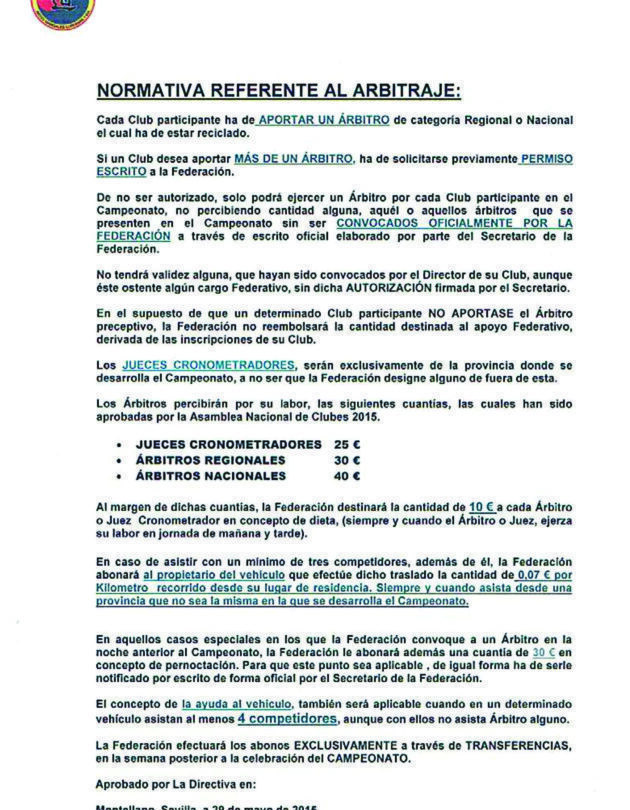 NORMATIVA REFERENTE AL ARBITRAJE:
Cada Club participante ha de APORTAR UN ÁRBITRO de categoría Regional o Nacional
el cual ha de estar reciclado.
Si un Club desea aportar MÁS DE UN ÁRBITRO, ha de solicitarse previamente PERMISO
ESCRITO a la Federación.
De no ser autorizado, solo podrá ejercer un Árbitro por cada Club participante en el
Campeonato, no percibiendo cantidad alguna, aquél o aquellos árbitros que se
presenten en el Campeonato sin ser CONVOCADOS OFICIALMENTE POR LA
FEDERACIÓN a través de escrito oficial elaborado por parte del Secretario de la
Federación.
No tendrá validez alguna, que hayan sido convocados por el Director de su Club, aunque
éste ostente algún cargo Federativo, sin dicha AUTORIZACIÓN firmada por el Secretario.
En el supuesto de que un determinado Club participante NO APORTASE el Árbitro
preceptivo, la Federación no reembolsará la cantidad destinada al apoyo Federativo,
derivada de las inscripciones de su Club.
Los JUECES CRONOMETRADORES, serán exclusivamente de la provincia donde se
desarrolla el Campeonato, a no ser que la Federación designe alguno de fuera de esta.
Los Árbitros percibirán por su labor, las siguientes cuantías, las cuales han sido
aprobadas por la Asamblea Nacional de Clubes 2015.
• JUECES CRONOMETRADORES 25 €
• ÁRBITROS REGIONALES 30 €
• ÁRBITROS NACIONALES 40 €
Al margen de dichas cuantías, la Federación destinará la cantidad de 10 € a cada Árbitro
o Juez Cronometrador en concepto de dieta, (siempre y cuando el Árbitro o Juez, ejerza
su labor en jornada de mañana y tarde).
En caso de asistir con un mínimo de tres competidores, además de él, la Federación
abonará al propietario del vehículo que efectúe dicho traslado la cantidad de 0,07 € por
Kilometro recorrido desde su lugar de residencia. Siempre y cuando asista desde una
provincia que no sea la misma en la que se desarrolla el Campeonato.
En aquellos casos especiales en los que la Federación convoque a un Árbitro en la
noche anterior al Campeonato, la Federación le abonará además una cuantía de 30 € en
concepto de pernoctación. Para que este punto sea aplicable , de igual forma ha de serle
notificado por escrito de forma oficial por el Secretario de la Federación.
El concepto de la ayuda al vehículo, también será aplicable cuando en un determinado
vehículo asistan al menos 4 competidores, aunque con ellos no asista Árbitro alguno.
La Federación efectuará los abonos EXCLUSIVAMENTE a través de TRANSFERENCIAS,
en la semana posterior a la celebración del CAMPEONATO.
Aprobado por La Directiva en:
Montellano, Sevilla, a 29 de mayo de 2015